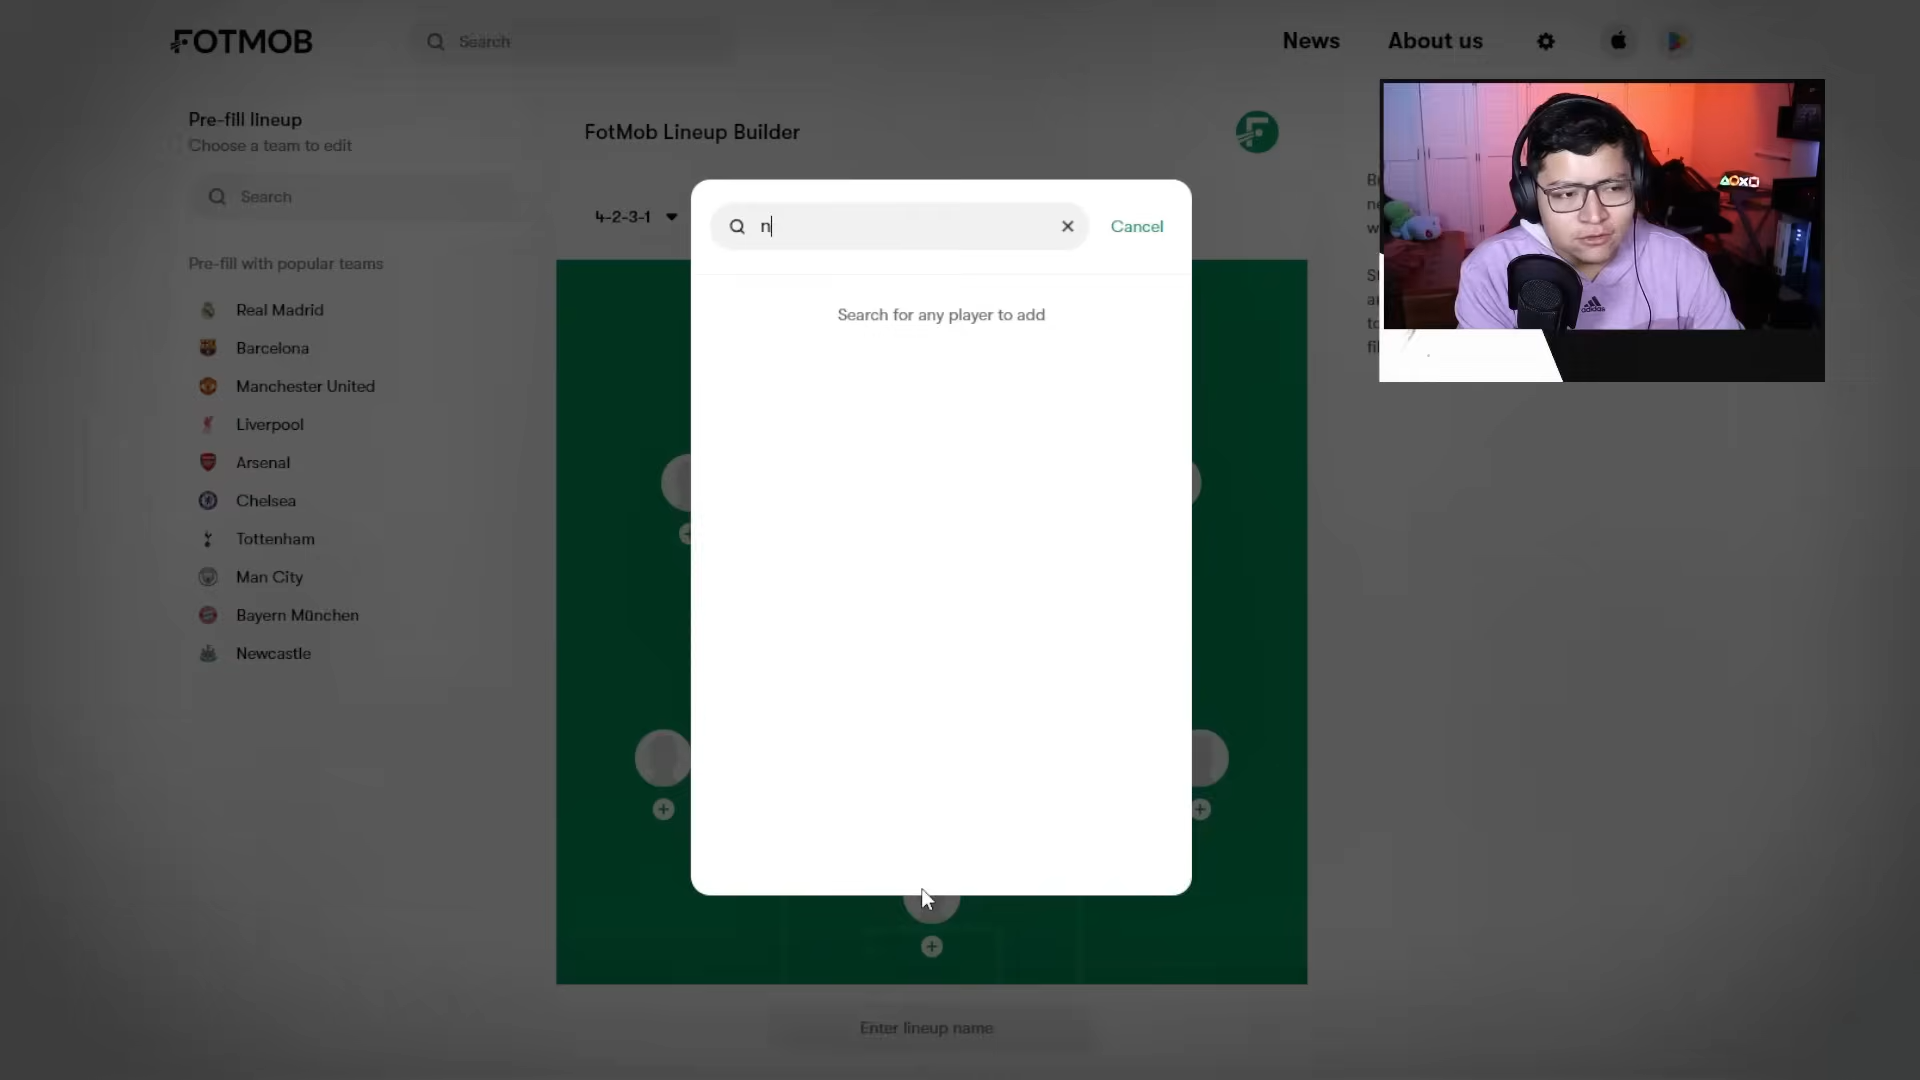 FOTMOB
Search
News
About us
Pre-fill lineup
Choose a team to edit
Search
Pre-fill with popular teams
Real Madrid
Barcelona
Manchester United
Liverpool
Arsenal
Chelsea
Tottenham
Man City
Bayern München
Newcastle
FotMob Lineup Builder
4-2-3-1
n
Cancel
Search for any player to add
Enter lineup name
adidas